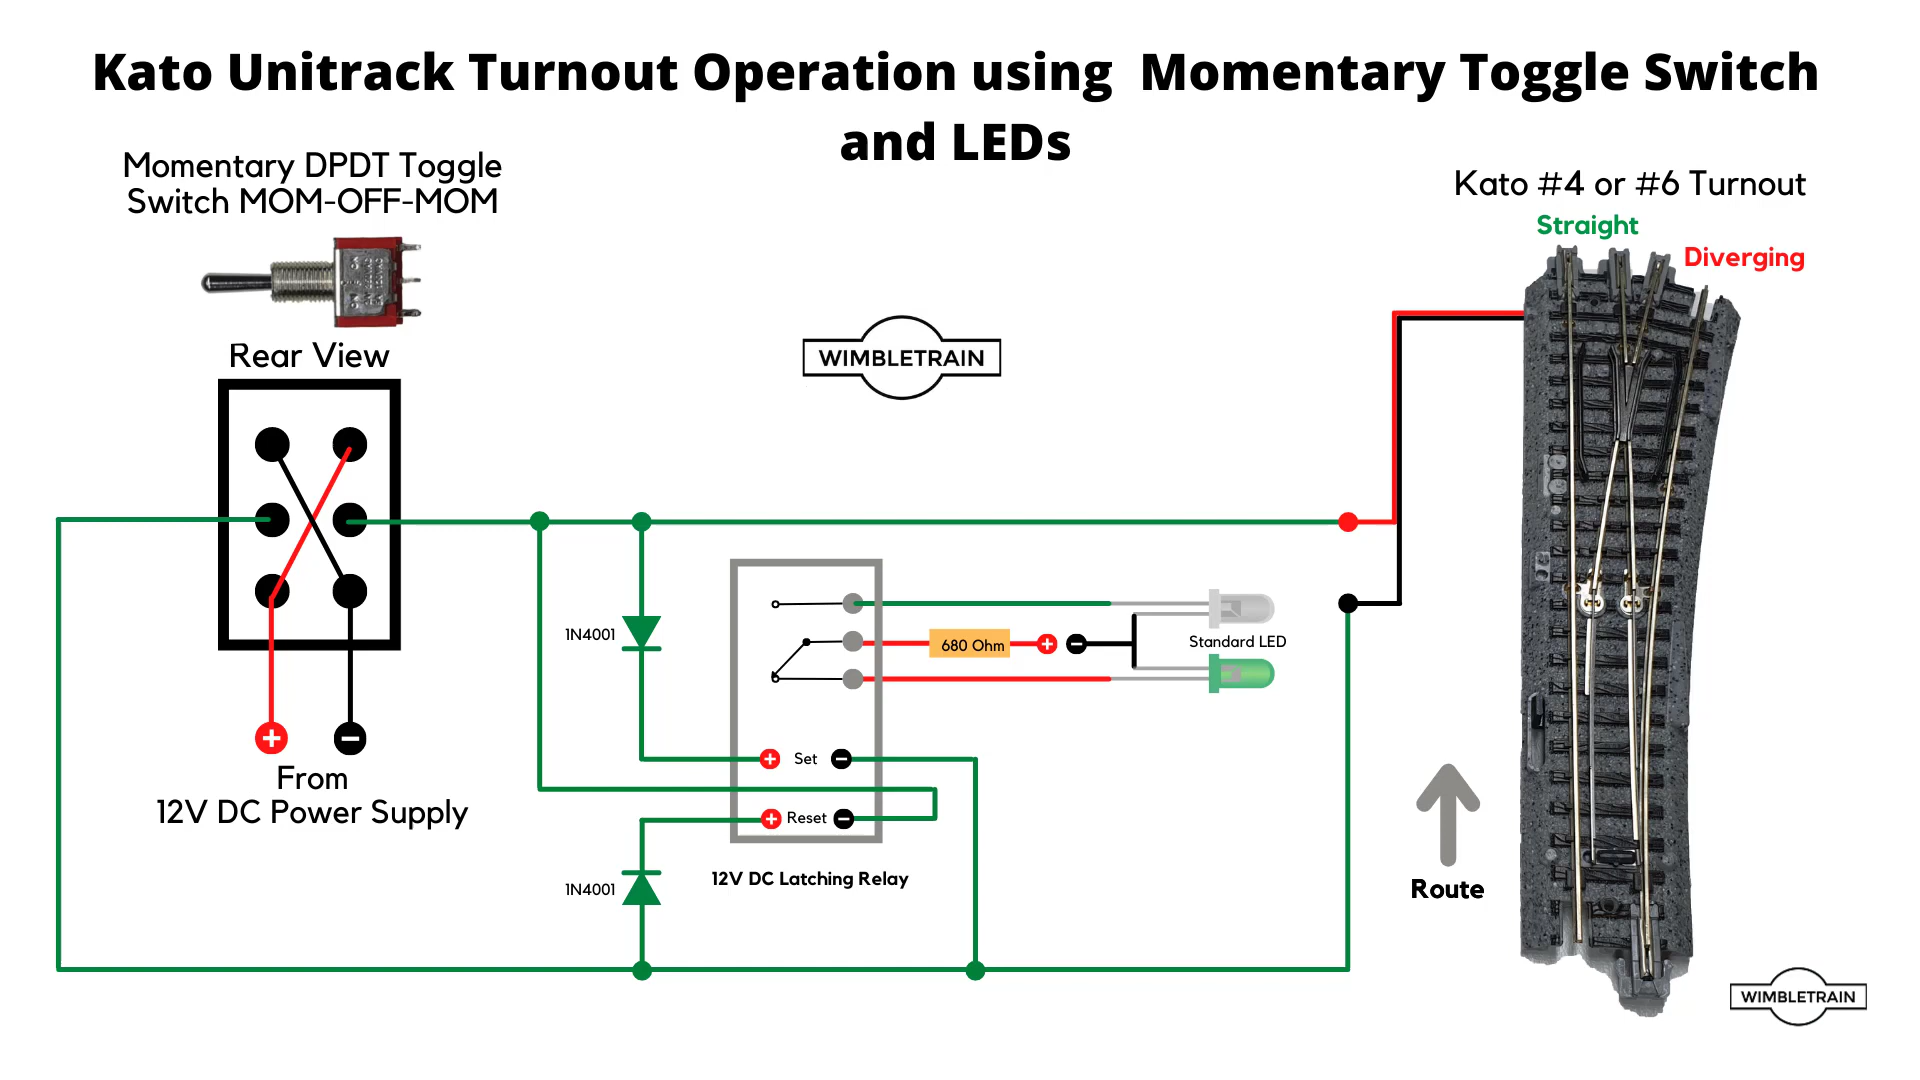 Kato Unitrack Turnout Operation using Momentary Toggle Switch
and LEDs
Momentary DPDT Toggle
Switch MOM-OFF-MOM
Rear View
Kato #4 or #6 Turnout
Straight
Diverging
WIMBLETRAIN
1N4001
680 Ohm
+
−
Standard LED
+ Set −
+ Reset −
+ −
From
12V DC Power Supply
12V DC Latching Relay
1N4001
Route
WIMBLETRAIN